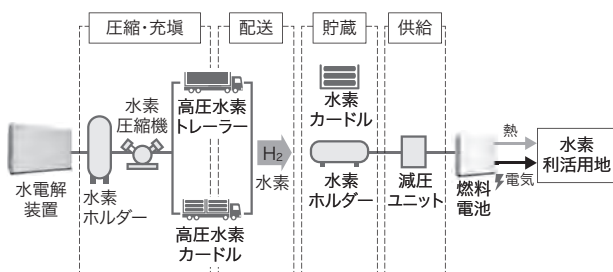 圧縮・充填
配送
貯蔵
供給
水電解
装置
水素
ホルダー
水素
圧縮機
高圧水素
トレーラー
高圧水素
カードル
H2
水素
水素
カードル
水素
ホルダー
減圧
ユニット
燃料
電池
熱
電気
水素
利活用地